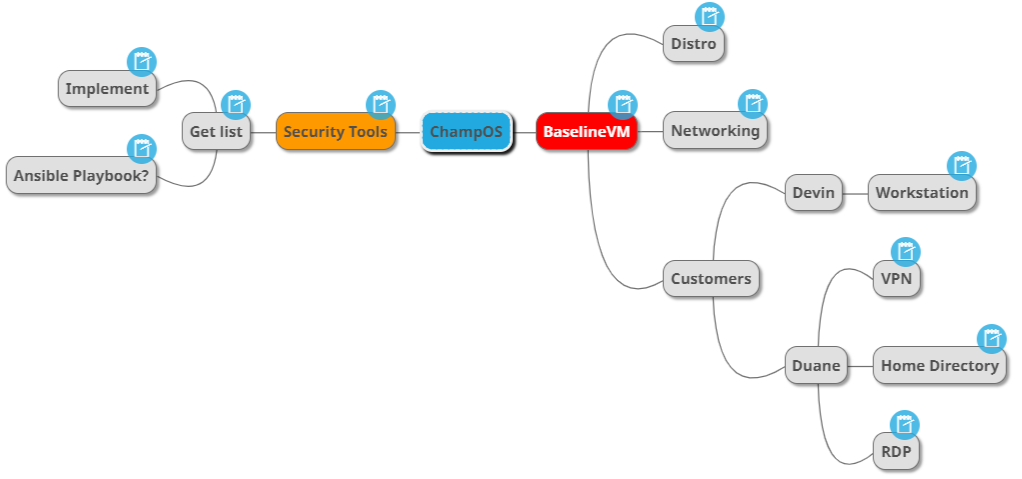 Distro
Implement
Get list
Security Tools
ChampOS
BaselineVM
Networking
Ansible Playbook?
Devin
Workstation
Customers
VPN
Duane
Home Directory
RDP